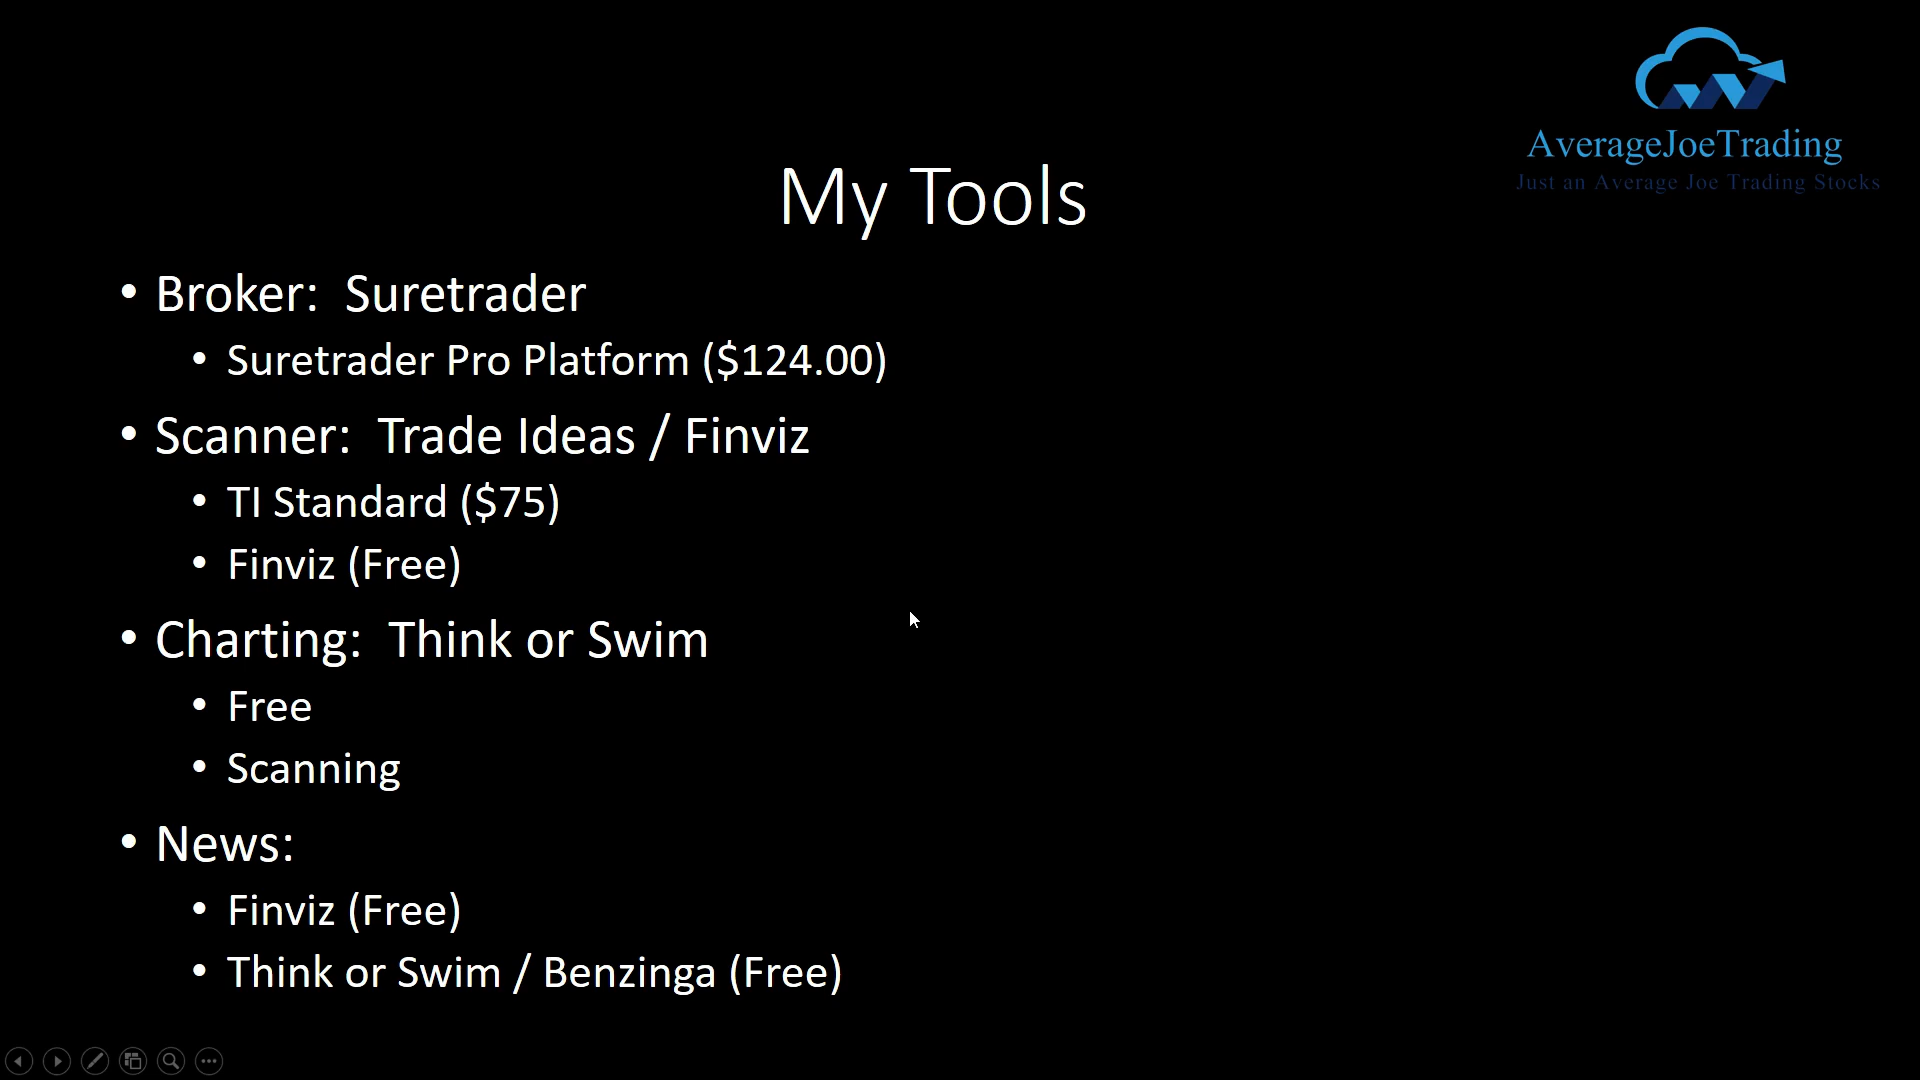 AverageJoeTrading
Just an Average Joe Trading Stocks
My Tools
• Broker: Suretrader
• Suretrader Pro Platform ($124.00)
• Scanner: Trade Ideas / Finviz
• TI Standard ($75)
• Finviz (Free)
• Charting: Think or Swim
• Free
• Scanning
• News:
• Finviz (Free)
• Think or Swim / Benzinga (Free)